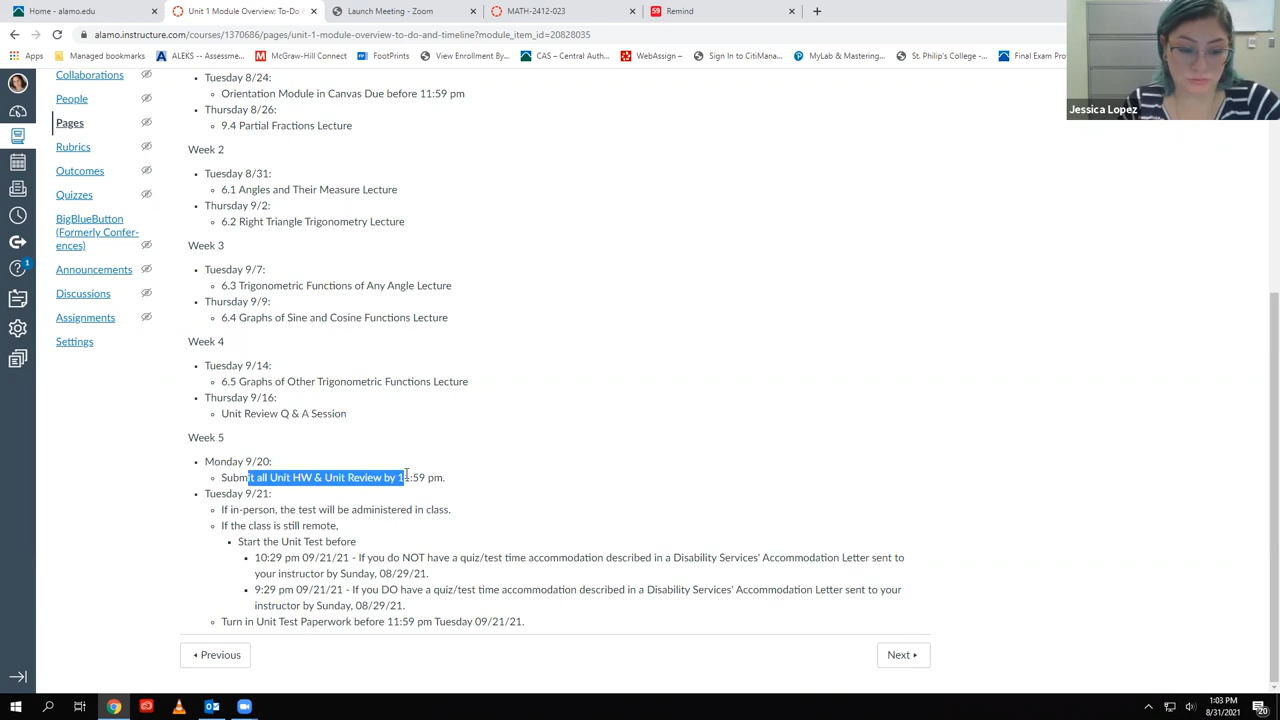 Home - alamo.edu
Unit 1 Module Overview: To-Do &
Launch Meeting - Zoom
MATH-2412-023
59
Remind
alamo.instructure.com/courses/1370686/pages/unit-1-module-overview-to-do-and-timeline?module_item_id=20828035
Apps
Managed bookmarks
ALEKS -- Assessme...
McGraw-Hill Connect
FootPrints
View Enrollment By...
CAS – Central Auth...
WebAssign –
Sign In to CitiMana...
St. Philip's College -...
MyLab & Mastering...
Final Exam Pro
Jessica Lopez
Collaborations
People
Pages
Rubrics
Outcomes
Quizzes
BigBlueButton
(Formerly Confer-
ences)
Announcements
1
Discussions
Assignments
Settings
Tuesday 8/24:
Orientation Module in Canvas Due before 11:59 pm
Thursday 8/26:
9.4 Partial Fractions Lecture
Week 2
Tuesday 8/31:
6.1 Angles and Their Measure Lecture
Thursday 9/2:
6.2 Right Triangle Trigonometry Lecture
Week 3
Tuesday 9/7:
6.3 Trigonometric Functions of Any Angle Lecture
Thursday 9/9:
6.4 Graphs of Sine and Cosine Functions Lecture
Week 4
Tuesday 9/14:
6.5 Graphs of Other Trigonometric Functions Lecture
Thursday 9/16:
Unit Review Q & A Session
Week 5
Monday 9/20:
Submit all Unit HW & Unit Review by 11:59 pm.
Tuesday 9/21:
If in-person, the test will be administered in class.
If the class is still remote,
Start the Unit Test before
10:29 pm 09/21/21 - If you do NOT have a quiz/test time accommodation described in a Disability Services' Accommodation Letter sent to
your instructor by Sunday, 08/29/21.
9:29 pm 09/21/21 - If you DO have a quiz/test time accommodation described in a Disability Services' Accommodation Letter sent to your
instructor by Sunday, 08/29/21.
Turn in Unit Test Paperwork before 11:59 pm Tuesday 09/21/21.
Previous
Next
1:03 PM
8/31/2021
20